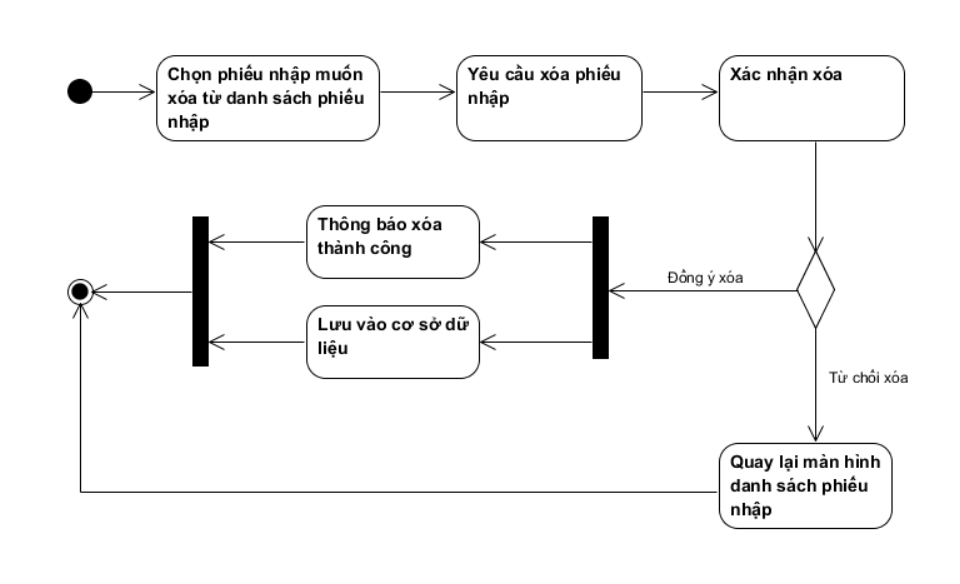 Chọn phiếu nhập muốn
xóa từ danh sách phiếu
nhập
Yêu cầu xóa phiếu
nhập
Xác nhận xóa
Thông báo xóa
thành công
Đồng ý xóa
Lưu vào cơ sở dữ
liệu
Từ chối xóa
Quay lại màn hình
danh sách phiếu
nhập